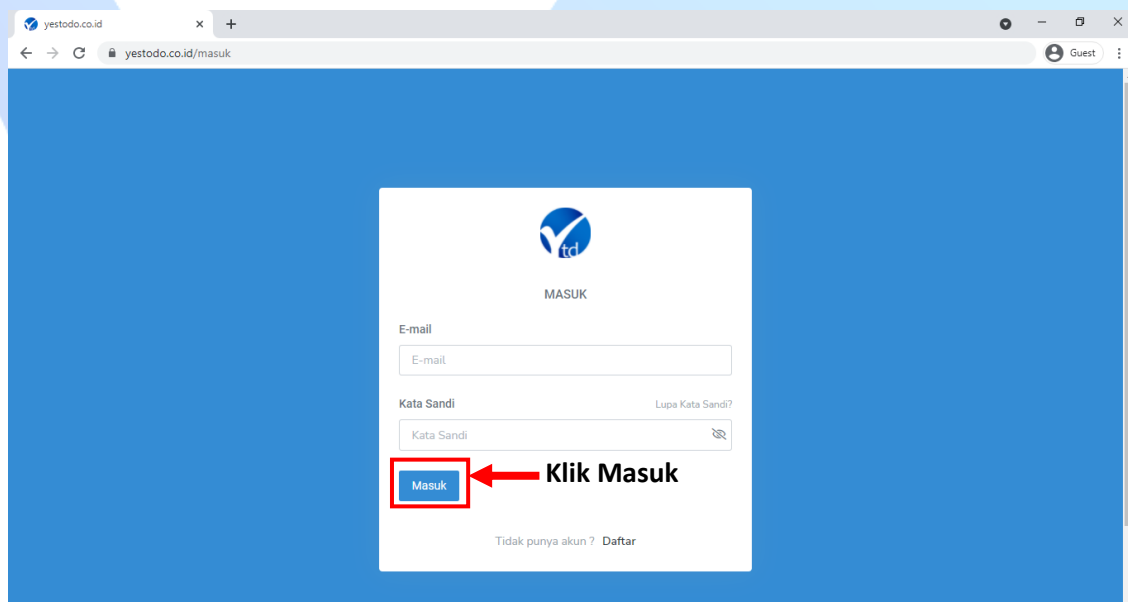 yestodo.co.id
yestodo.co.id/masuk
Guest
td
MASUK
E-mail
E-mail
Kata Sandi
Lupa Kata Sandi?
Kata Sandi
Masuk
Klik Masuk
Tidak punya akun ? Daftar